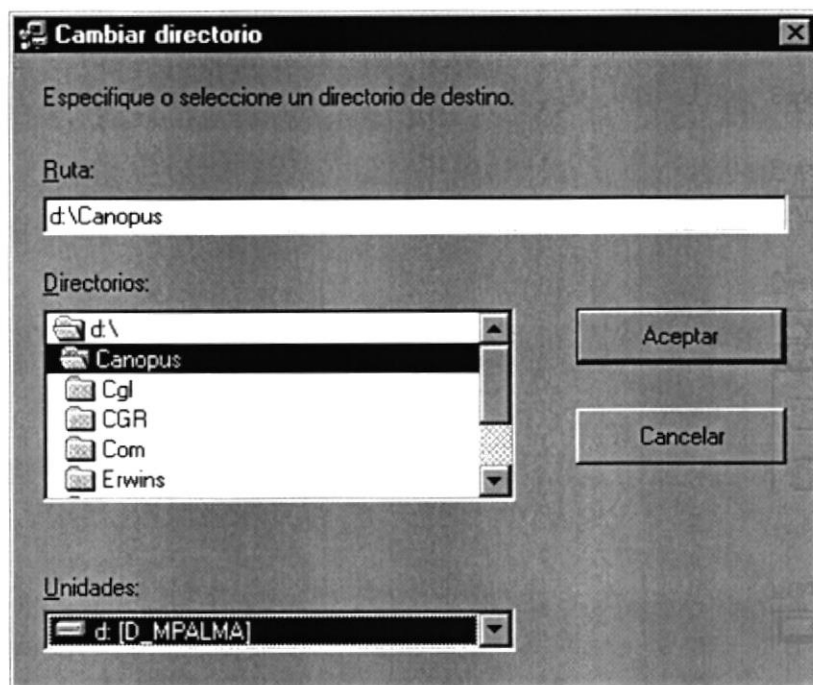 Cambiar directorio
Especifique o seleccione un directorio de destino.
Ruta:
d:\Canopus
Directorios:
d:\
Canopus
Cgl
CGR
Com
Erwins
Aceptar
Cancelar
Unidades:
d: [D_MPALMA]